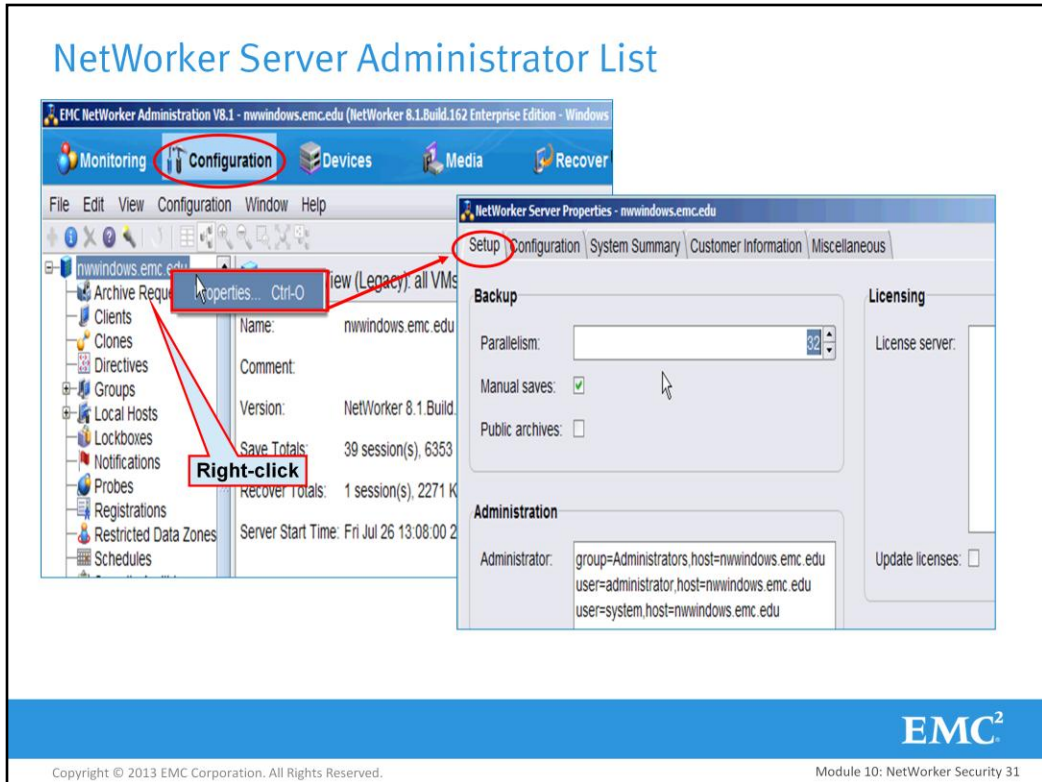 NetWorker Server Administrator List
EMC NetWorker Administration V8.1 - nwwindows.emc.edu (NetWorker 8.1.Build.162 Enterprise Edition - Windows
Monitoring Configuration Devices Media Recover
File Edit View Configuration Window Help
nwwindows.emc.edu
Archive Reque
Clients
Clones
Directives
Groups
Local Hosts
Lockboxes
Notifications
Probes
Registrations
Restricted Data Zones
Schedules
Properties... Ctrl-O
Right-click
iew (Legacy): all VMs
Name: nwwindows.emc.edu
Comment:
Version: NetWorker 8.1.Build.
Save Totals: 39 session(s), 6353
Recover Totals: 1 session(s), 2271 K
Server Start Time: Fri Jul 26 13:08:00 2
NetWorker Server Properties - nwwindows.emc.edu
Setup Configuration System Summary Customer Information Miscellaneous
Backup
Parallelism: 32
Manual saves:
Public archives:
Administration
Administrator: group=Administrators,host=nwwindows.emc.edu
user=administrator,host=nwwindows.emc.edu
user=system,host=nwwindows.emc.edu
Licensing
License server:
Update licenses:
EMC²
Copyright © 2013 EMC Corporation. All Rights Reserved.
Module 10: NetWorker Security 31